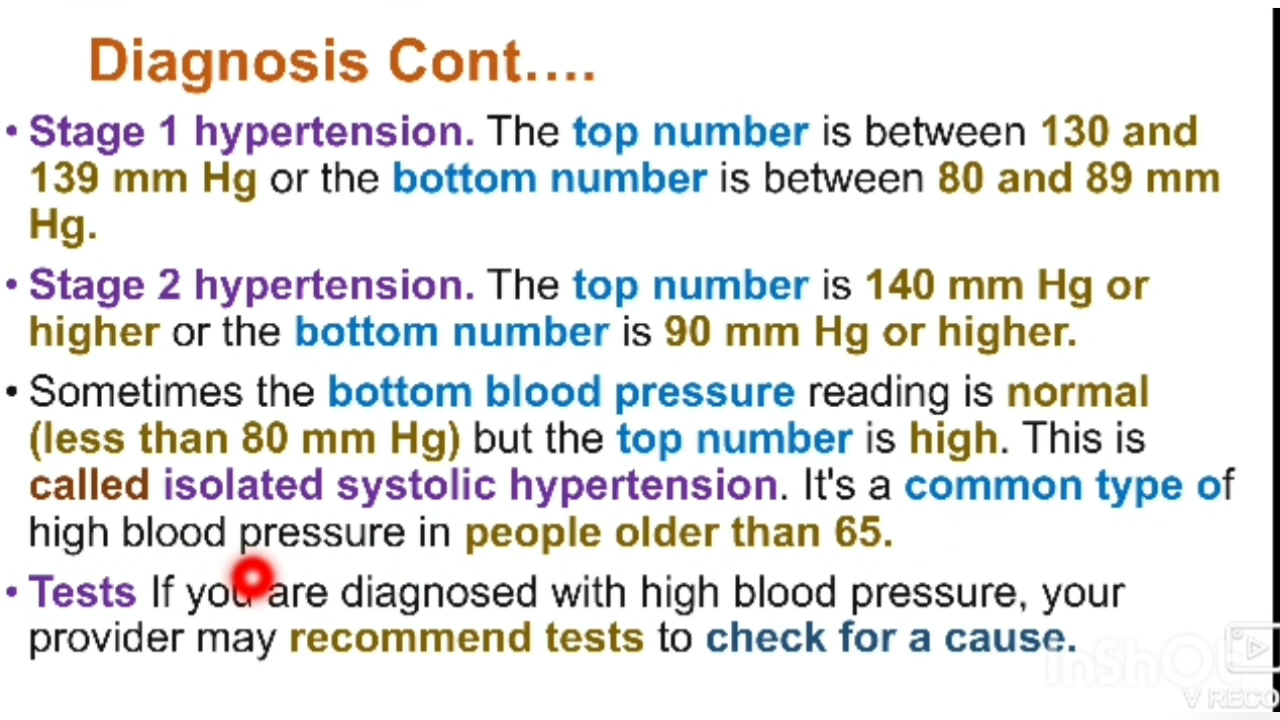 Diagnosis Cont....
• Stage 1 hypertension. The top number is between 130 and
139 mm Hg or the bottom number is between 80 and 89 mm
Hg.
• Stage 2 hypertension. The top number is 140 mm Hg or
higher or the bottom number is 90 mm Hg or higher.
• Sometimes the bottom blood pressure reading is normal
(less than 80 mm Hg) but the top number is high. This is
called isolated systolic hypertension. It's a common type of
high blood pressure in people older than 65.
• Tests If you are diagnosed with high blood pressure, your
provider may recommend tests to check for a cause.
InShO
V RECO